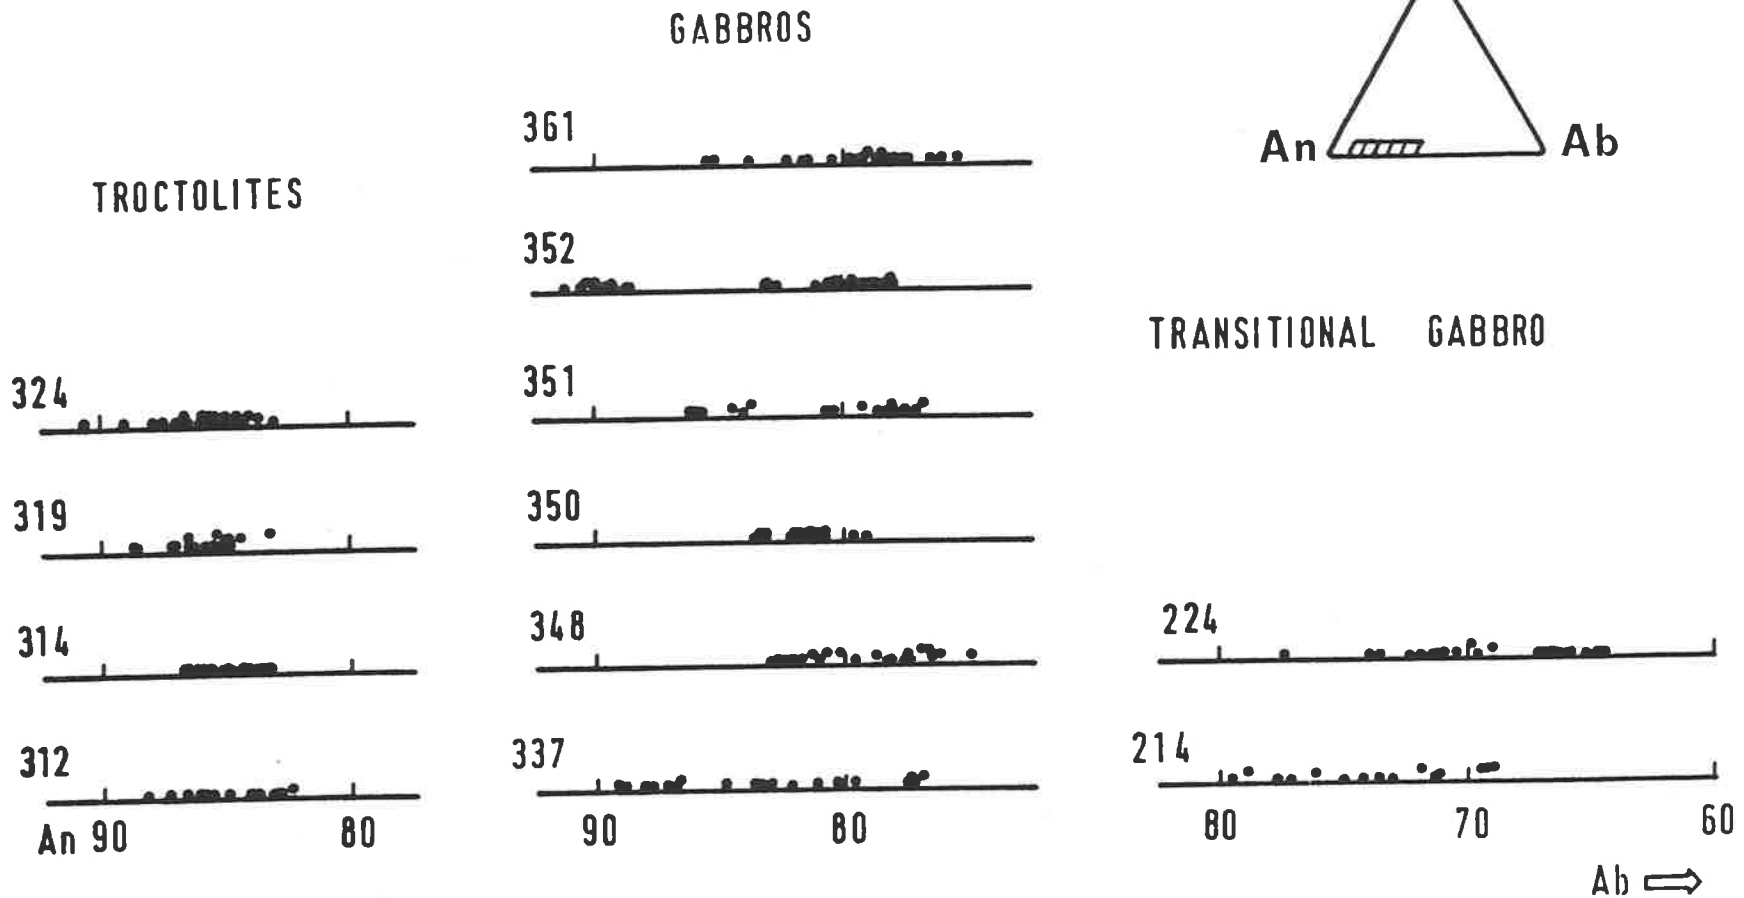 GABBROS
An Ab
TROCTOLITES
TRANSITIONAL GABBRO
361
352
351
350
348
337
324
319
314
312
224
214
An 90 80
90 80
80 70 60
Ab